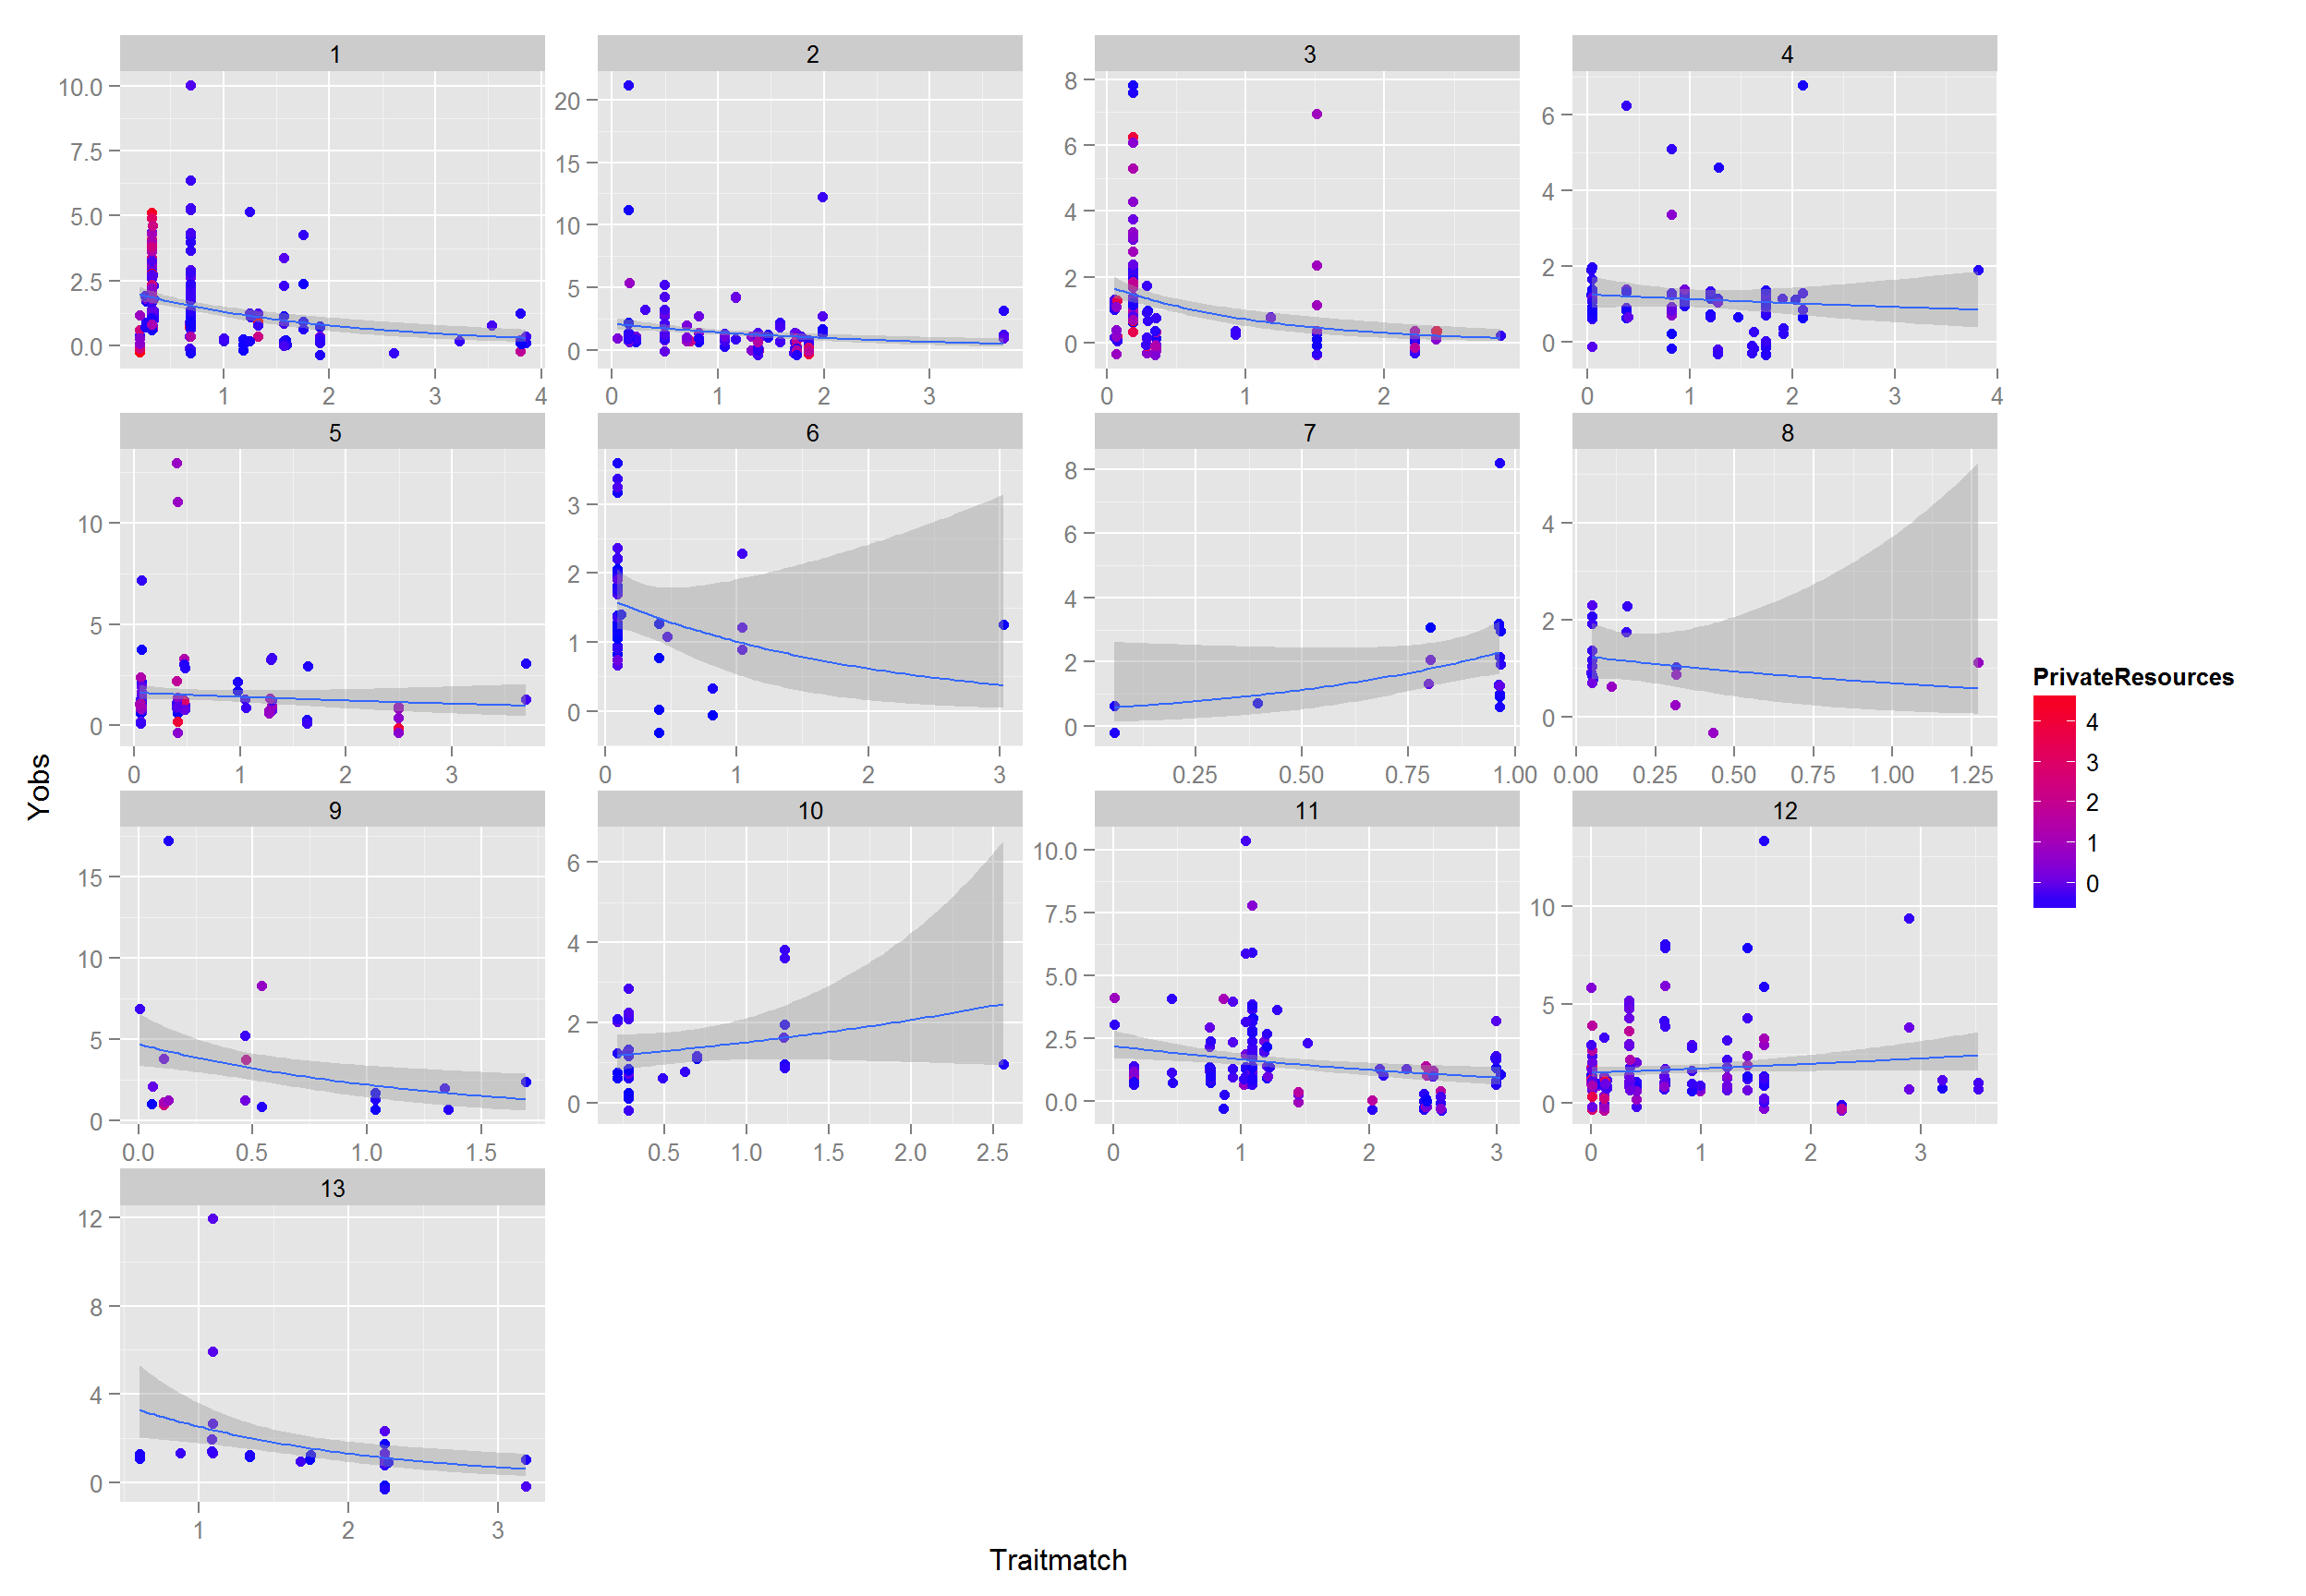 1 2 3 4
10.0 7.5 5.0 2.5 0.0
20 15 10 5 0
8 6 4 2 0
6 4 2 0
1 2 3 4
0 1 2 3
0 1 2
0 1 2 3 4
5 6 7 8
10 5 0
3 2 1 0
8 6 4 2 0
4 2 0
0 1 2 3
0 1 2 3
0.25 0.50 0.75 1.00
0.00 0.25 0.50 0.75 1.00 1.25
PrivateResources
4
3
2
1
0
Yobs
9 10 11 12
15 10 5 0
6 4 2 0
10.0 7.5 5.0 2.5 0.0
10 5 0
0.0 0.5 1.0 1.5
0.5 1.0 1.5 2.0 2.5
0 1 2 3
0 1 2 3
13
12 8 4 0
1 2 3
Traitmatch